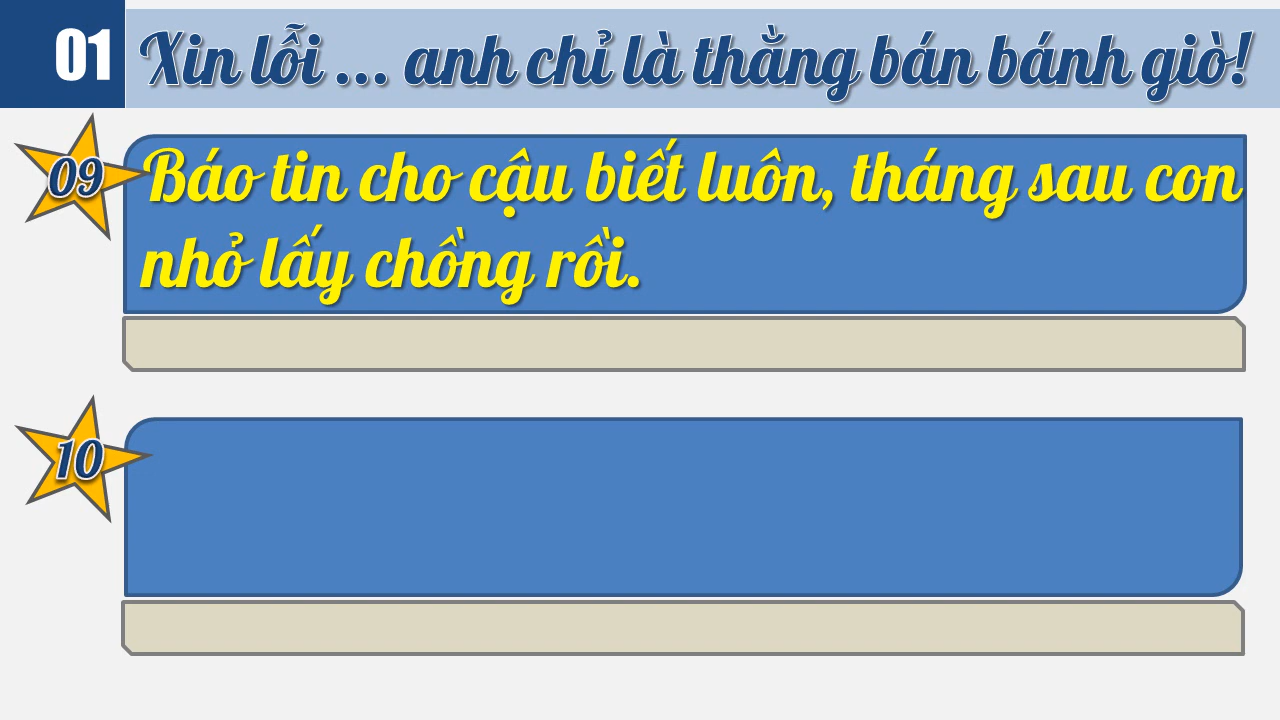 01
Xin lỗi ... anh chỉ là thằng bán bánh giò!
09
Báo tin cho cậu biết luôn, tháng sau con
nhỏ lấy chồng rồi.
10